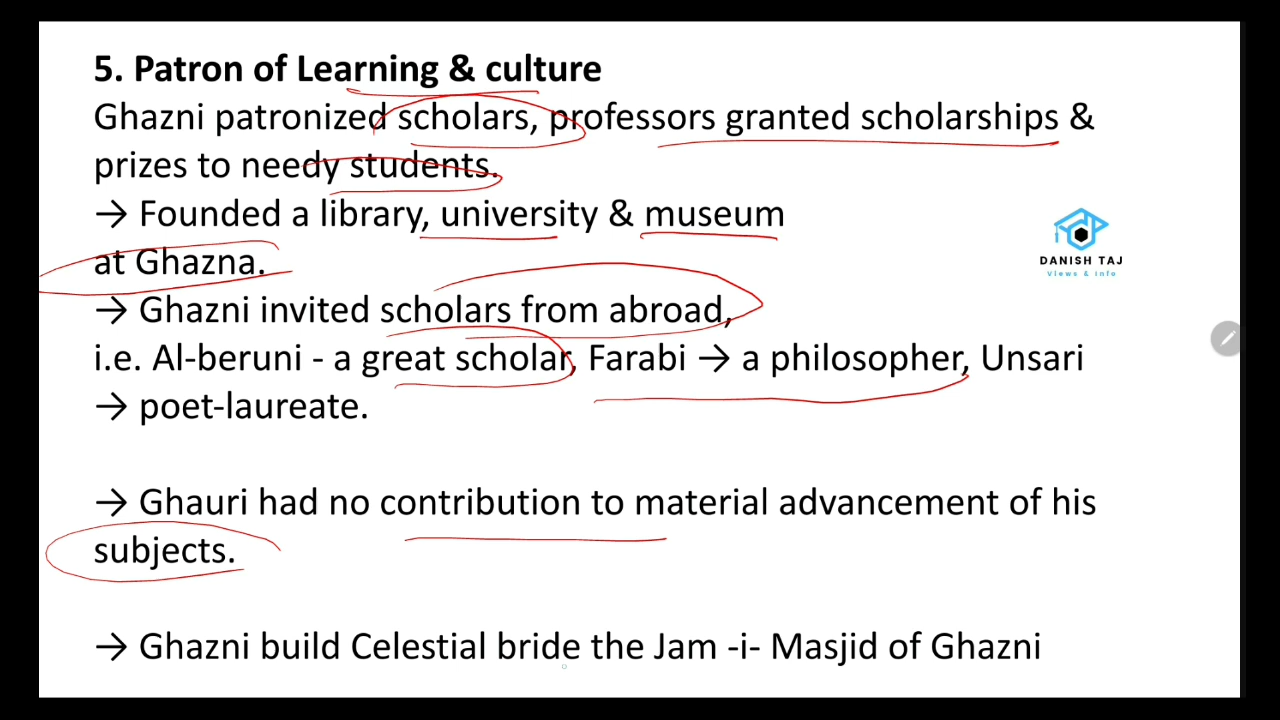 5. Patron of Learning & culture
Ghazni patronized scholars, professors granted scholarships &
prizes to needy students.
→ Founded a library, university & museum
at Ghazna.
→ Ghazni invited scholars from abroad,
i.e. Al-beruni - a great scholar, Farabi → a philosopher, Unsari
→ poet-laureate.
→ Ghauri had no contribution to material advancement of his
subjects.
→ Ghazni build Celestial bride the Jam -i- Masjid of Ghazni
DANISH TAJ
Views & Info